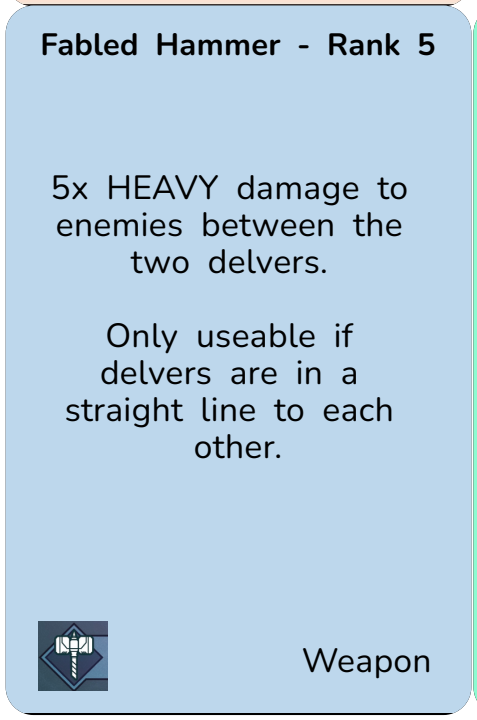 Fabled Hammer - Rank 5
5x HEAVY damage to
enemies between the
two delvers.
Only useable if
delvers are in a
straight line to each
other.
Weapon